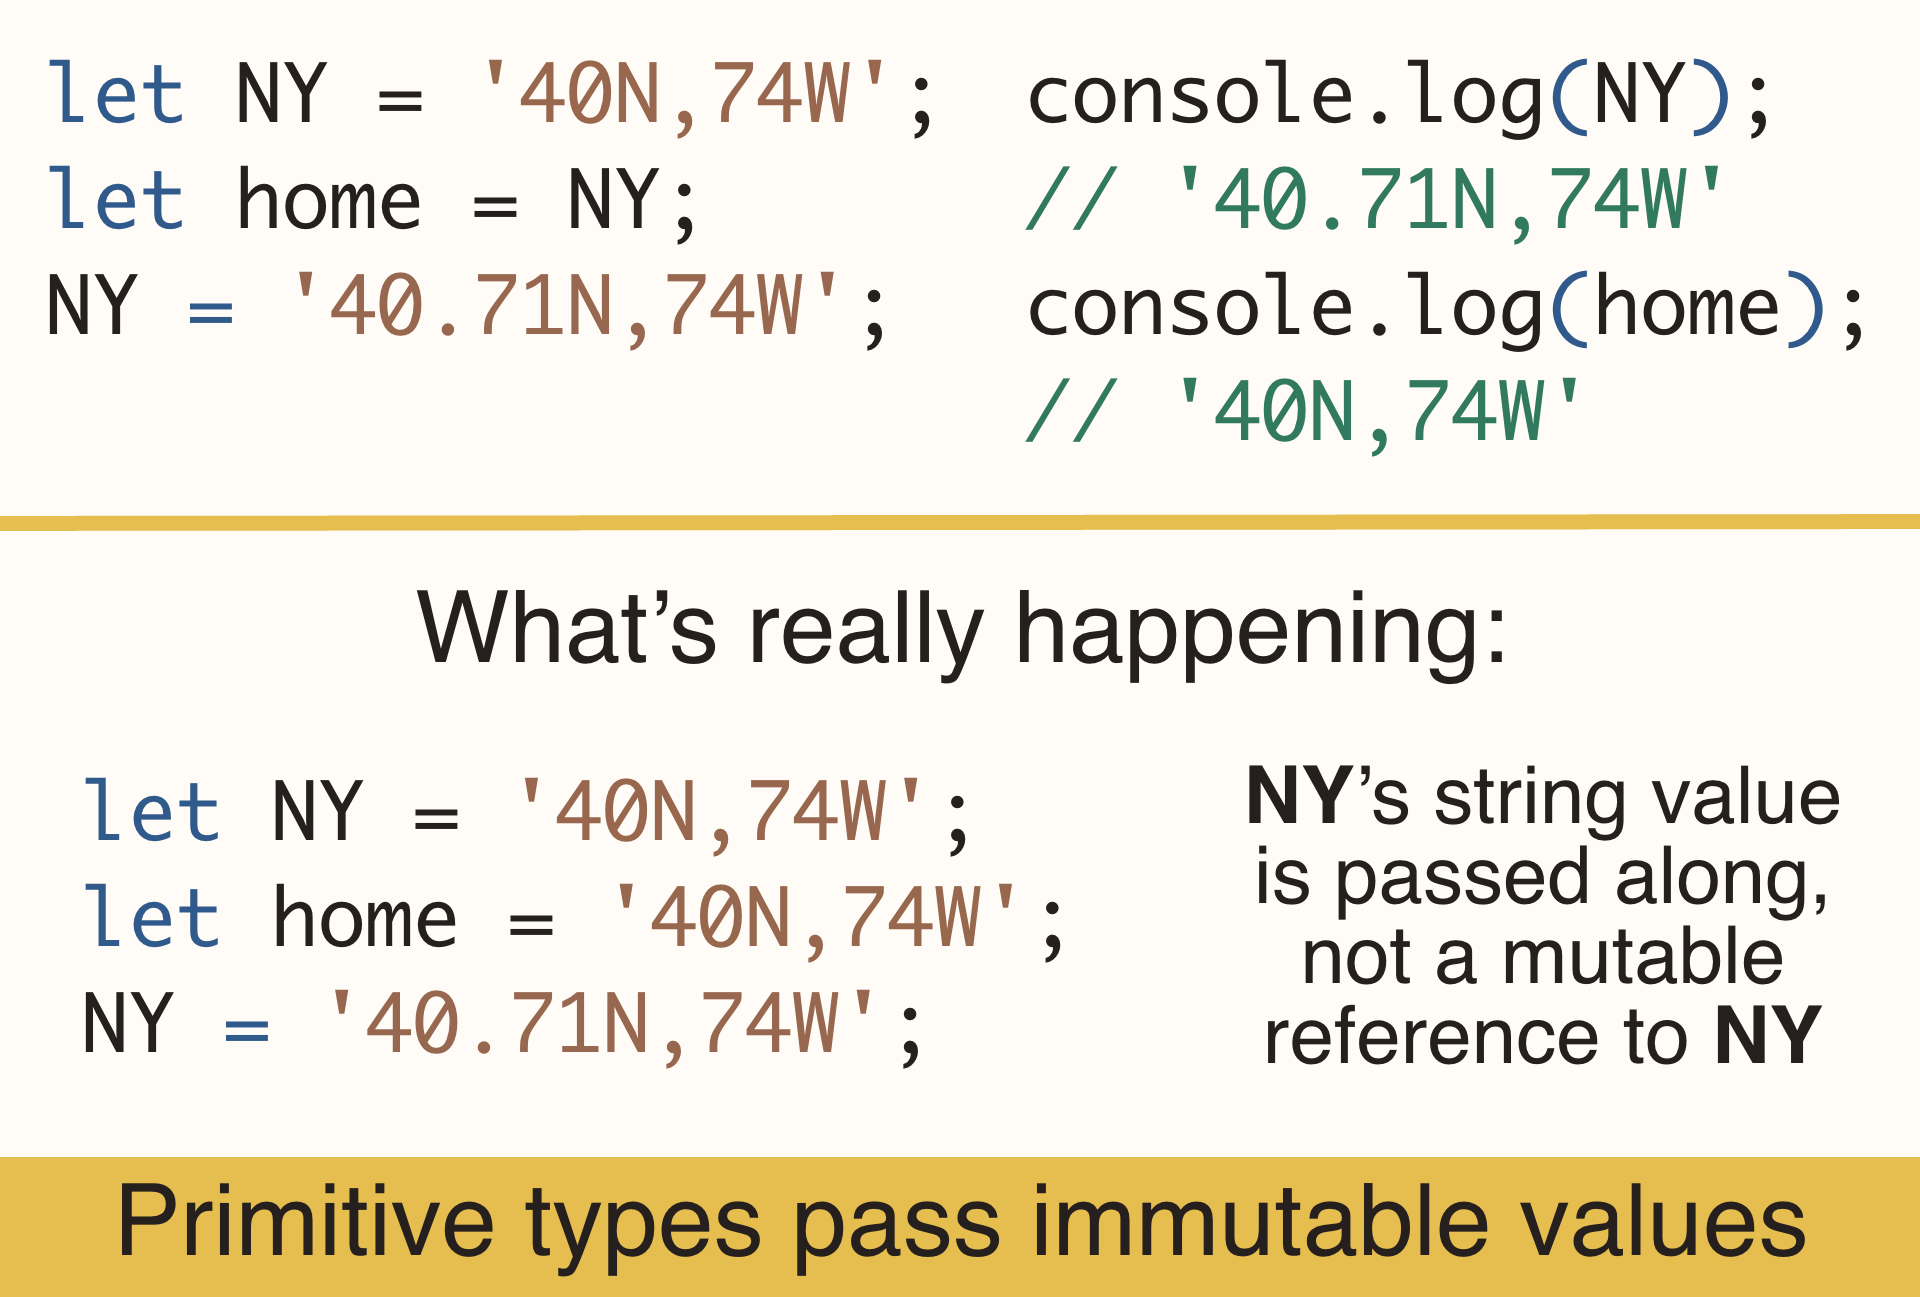 let NY = '40N,74W';
let home = NY;
NY = '40.71N,74W';
console.log(NY);
// '40.71N,74W'
console.log(home);
// '40N,74W'
What’s really happening:
let NY = '40N,74W';
let home = '40N,74W';
NY = '40.71N,74W';
NY’s string value
is passed along,
not a mutable
reference to NY
Primitive types pass immutable values